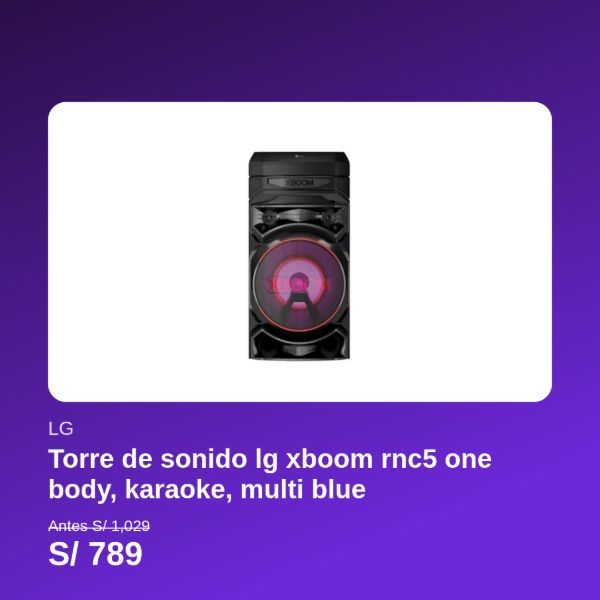 XBOOM
LG
Torre de sonido lg xboom rnc5 one
body, karaoke, multi blue
Antes S/ 1,029
S/ 789